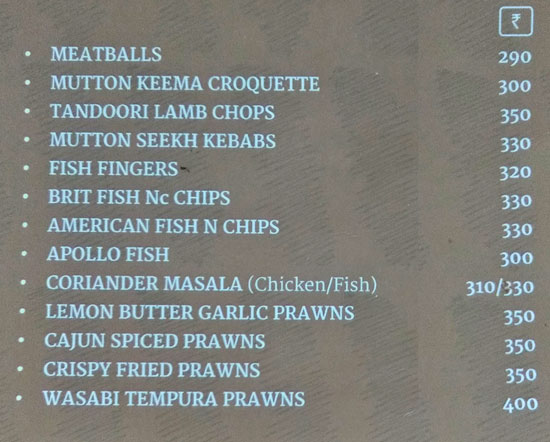 ₹
• MEATBALLS 290
• MUTTON KEEMA CROQUETTE 300
• TANDOORI LAMB CHOPS 350
• MUTTON SEEKH KEBABS 330
• FISH FINGERS 320
• BRIT FISH Nc CHIPS 330
• AMERICAN FISH N CHIPS 330
• APOLLO FISH 300
• CORIANDER MASALA (Chicken/Fish) 310/330
• LEMON BUTTER GARLIC PRAWNS 350
• CAJUN SPICED PRAWNS 350
• CRISPY FRIED PRAWNS 350
• WASABI TEMPURA PRAWNS 400